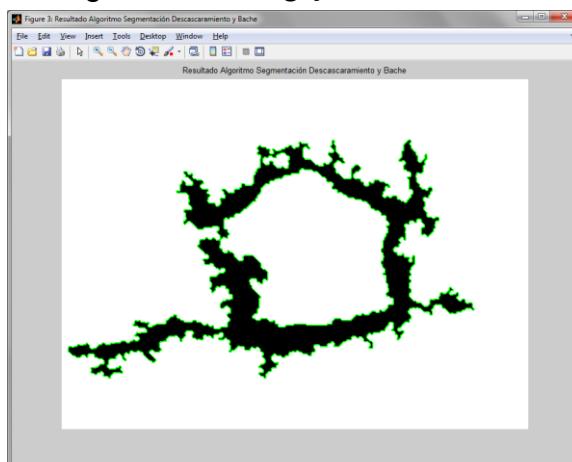 Figure 3: Resultado Algoritmo Segmentación Descascaramiento y Bache
File Edit View Insert Tools Desktop Window Help
Resultado Algoritmo Segmentación Descascaramiento y Bache